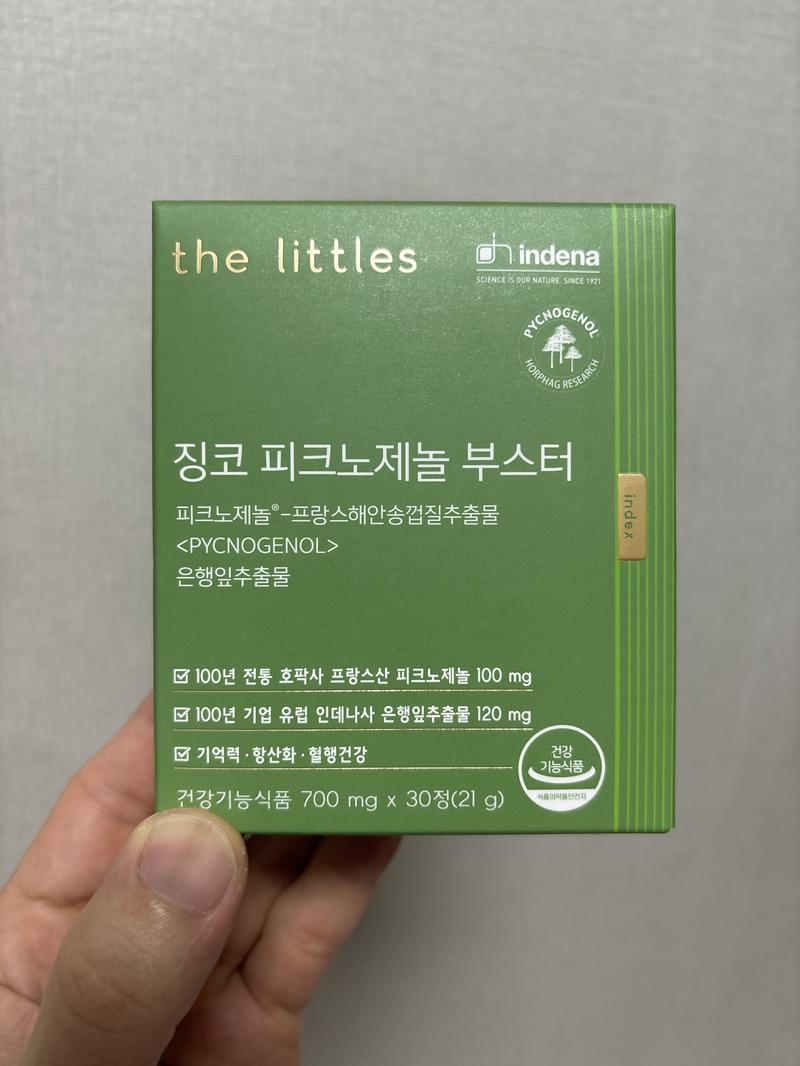 the littles
indena
SCIENCE IS OUR NATURE. SINCE 1921
PYCNOGENOL
HORPHAG RESEARCH
징코 피크노제놀 부스터
피크노제놀®-프랑스해안송껍질추출물
<PYCNOGENOL>
은행잎추출물
index
100년 전통 호팍사 프랑스산 피크노제놀 100 mg
100년 기업 유럽 인데나사 은행잎추출물 120 mg
기억력·항산화·혈행건강
건강
기능식품
식품의약품안전처
건강기능식품 700 mg x 30정(21 g)